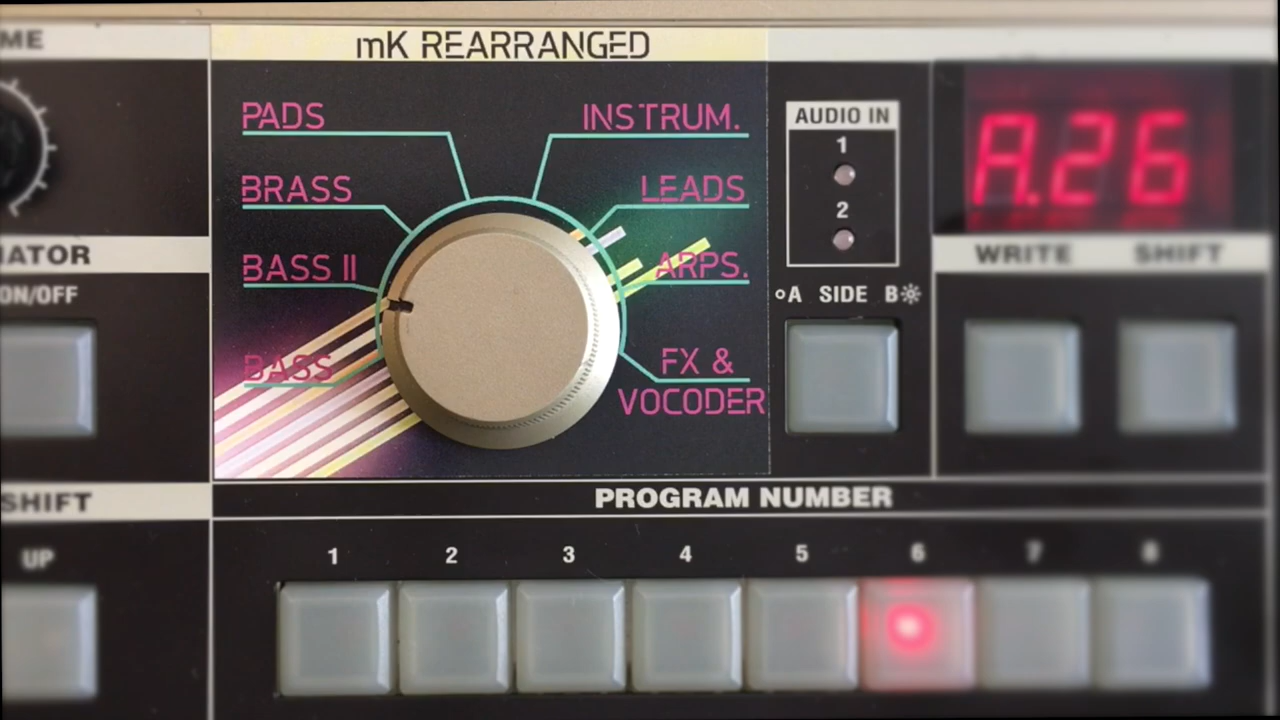 ME
mK REARRANGED
PADS
INSTRUM.
BRASS
LEADS
BASS II
ARPS.
BASS
FX &
VOCODER
AUDIO IN
1
2
A.26
WRITE
SHIFT
A SIDE B
IATOR
ON/OFF
SHIFT
UP
PROGRAM NUMBER
1 2 3 4 5 6 7 8